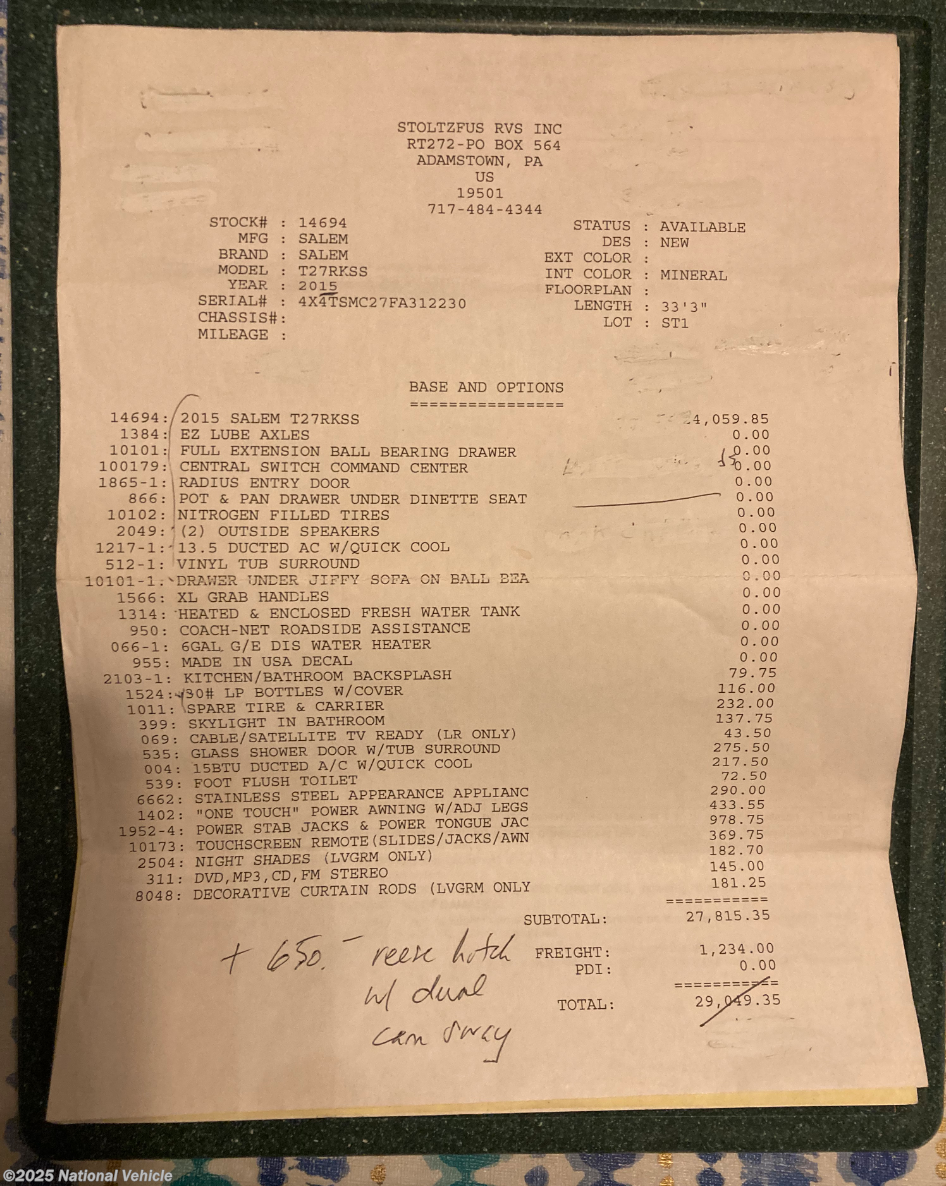 STOLTZFUS RVS INC
RT272-PO BOX 564
ADAMSTOWN, PA
US
19501
717-484-4344
STOCK# : 14694 STATUS : AVAILABLE
MFG : SALEM DES : NEW
BRAND : SALEM EXT COLOR :
MODEL : T27RKSS INT COLOR : MINERAL
YEAR : 2015 FLOORPLAN :
SERIAL# : 4X4TSMC27FA312230 LENGTH : 33'3"
CHASSIS#: LOT : ST1
MILEAGE :
BASE AND OPTIONS
================
14694: 2015 SALEM T27RKSS 4,059.85
1384: EZ LUBE AXLES 0.00
10101: FULL EXTENSION BALL BEARING DRAWER 0.00
100179: CENTRAL SWITCH COMMAND CENTER 0.00
1865-1: RADIUS ENTRY DOOR 0.00
866: POT & PAN DRAWER UNDER DINETTE SEAT 0.00
10102: NITROGEN FILLED TIRES 0.00
2049: (2) OUTSIDE SPEAKERS 0.00
1217-1: 13.5 DUCTED AC W/QUICK COOL 0.00
512-1: VINYL TUB SURROUND 0.00
10101-1: DRAWER UNDER JIFFY SOFA ON BALL BEA 0.00
1566: XL GRAB HANDLES 0.00
1314: HEATED & ENCLOSED FRESH WATER TANK 0.00
950: COACH-NET ROADSIDE ASSISTANCE 0.00
066-1: 6GAL G/E DIS WATER HEATER 0.00
955: MADE IN USA DECAL 0.00
2103-1: KITCHEN/BATHROOM BACKSPLASH 79.75
1524: 30# LP BOTTLES W/COVER 116.00
1011: SPARE TIRE & CARRIER 232.00
399: SKYLIGHT IN BATHROOM 137.75
069: CABLE/SATELLITE TV READY (LR ONLY) 43.50
535: GLASS SHOWER DOOR W/TUB SURROUND 275.50
004: 15BTU DUCTED A/C W/QUICK COOL 217.50
539: FOOT FLUSH TOILET 72.50
6662: STAINLESS STEEL APPEARANCE APPLIANC 290.00
1402: "ONE TOUCH" POWER AWNING W/ADJ LEGS 433.55
1952-4: POWER STAB JACKS & POWER TONGUE JAC 978.75
10173: TOUCHSCREEN REMOTE(SLIDES/JACKS/AWN 369.75
2504: NIGHT SHADES (LVGRM ONLY) 182.70
311: DVD,MP3,CD,FM STEREO 145.00
8048: DECORATIVE CURTAIN RODS (LVGRM ONLY 181.25
===========
SUBTOTAL: 27,815.35
FREIGHT: 1,234.00
PDI: 0.00
===========
TOTAL: 29,049.35
+ 650.- reese hitch
w/ dual
cam sway
©2025 National Vehicle